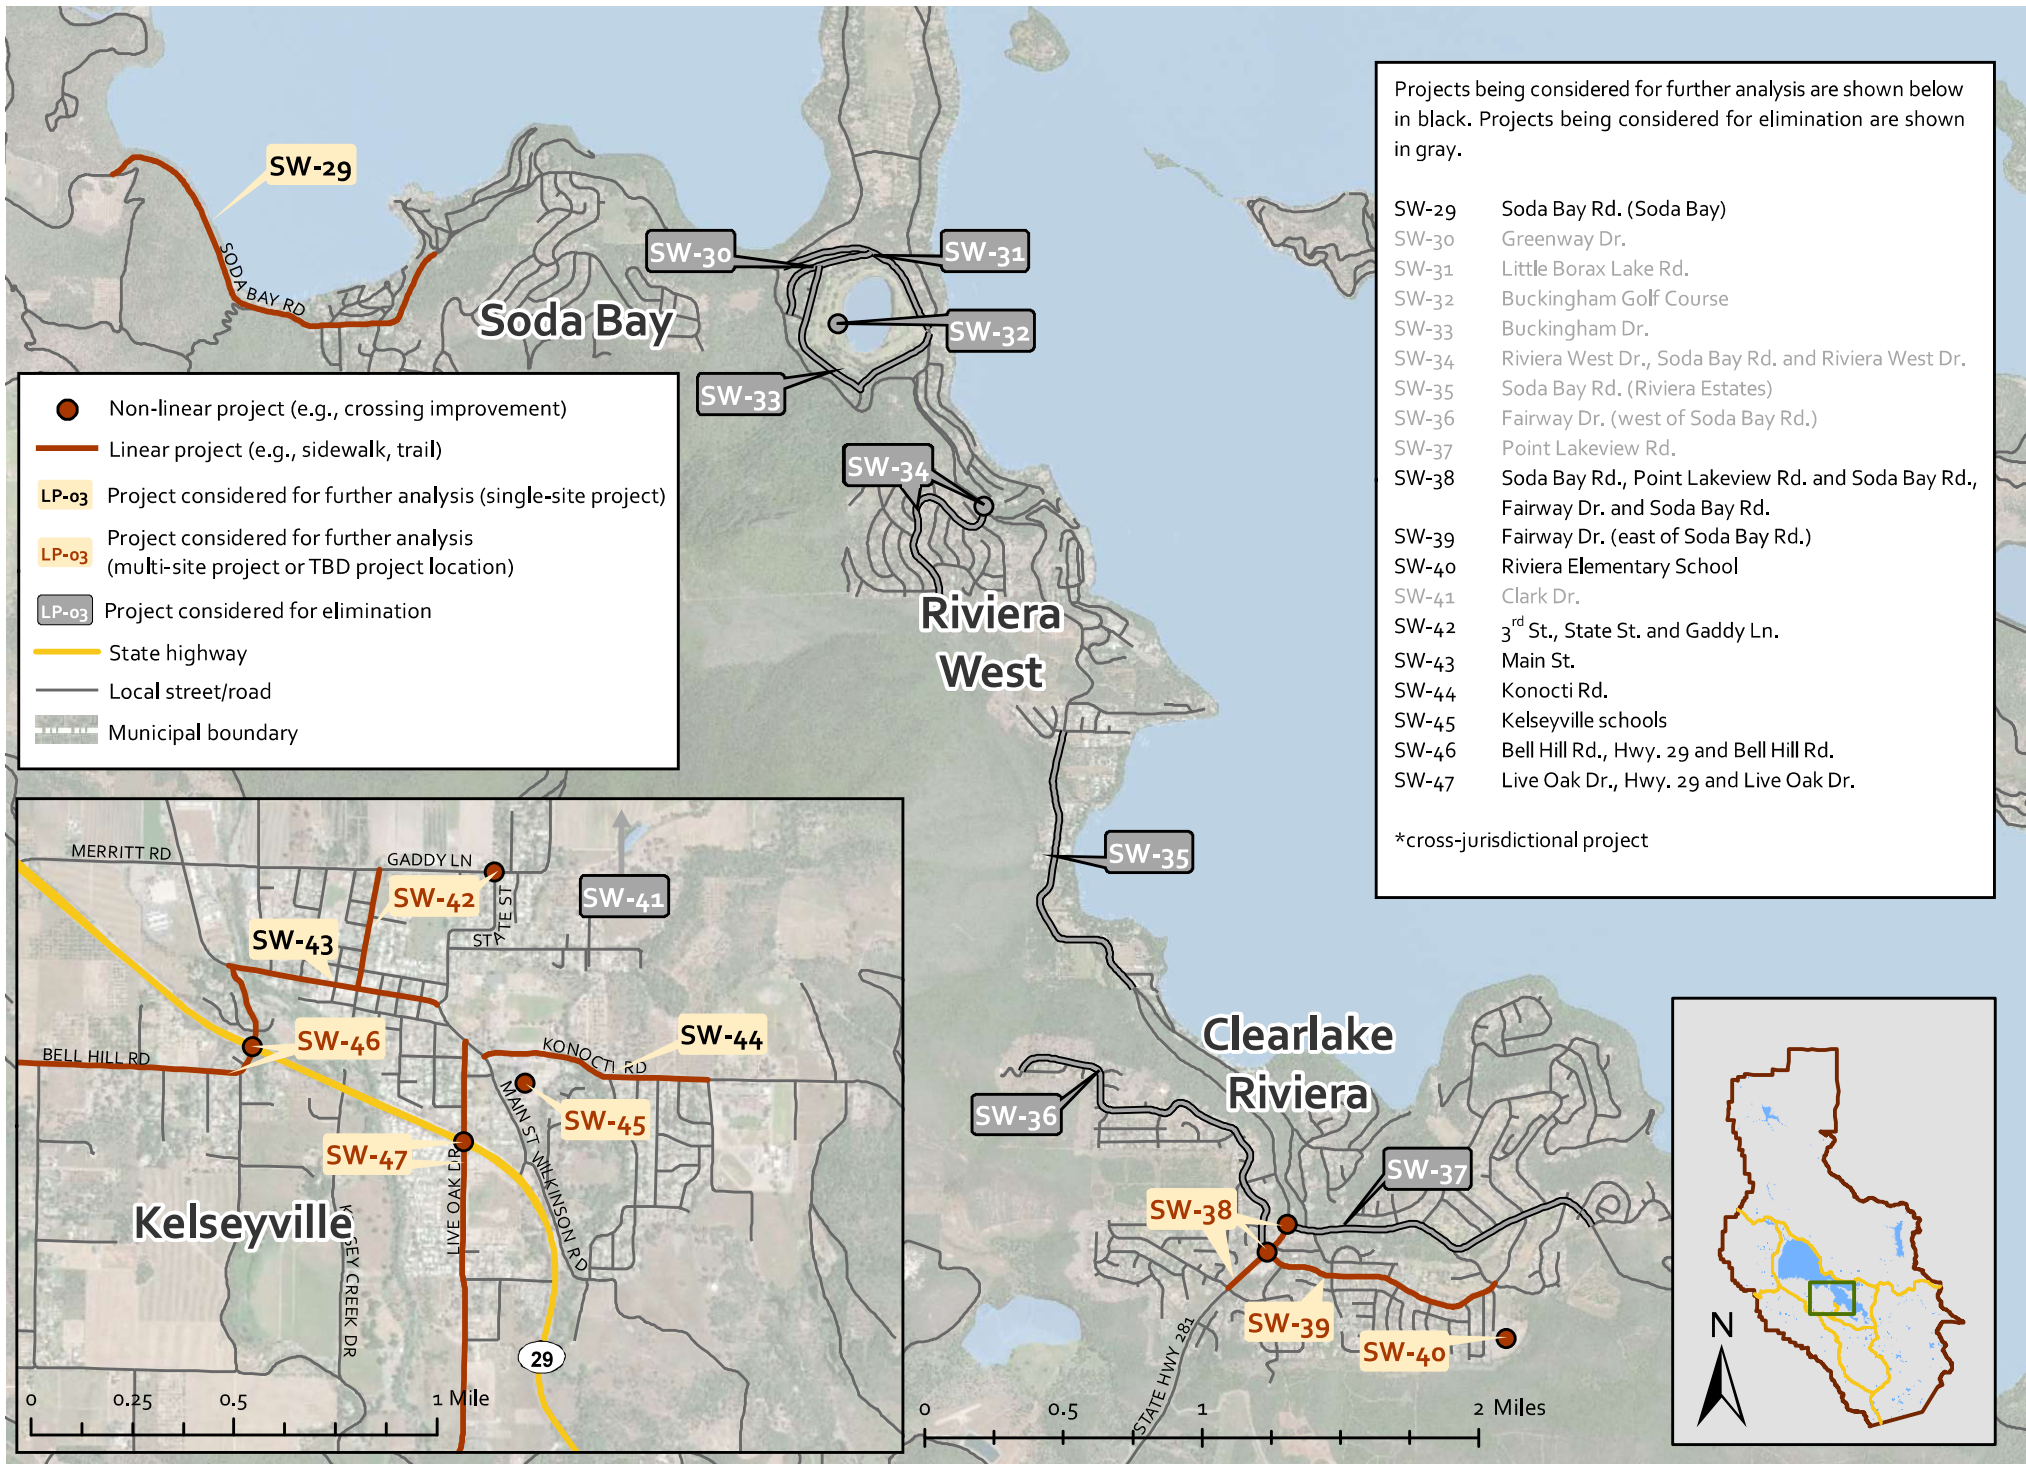 Projects being considered for further analysis are shown below
in black. Projects being considered for elimination are shown
in gray.
SW-29 Soda Bay Rd. (Soda Bay)
SW-30 Greenway Dr.
SW-31 Little Borax Lake Rd.
SW-32 Buckingham Golf Course
SW-33 Buckingham Dr.
SW-34 Riviera West Dr., Soda Bay Rd. and Riviera West Dr.
SW-35 Soda Bay Rd. (Riviera Estates)
SW-36 Fairway Dr. (west of Soda Bay Rd.)
SW-37 Point Lakeview Rd.
SW-38 Soda Bay Rd., Point Lakeview Rd. and Soda Bay Rd.,
Fairway Dr. and Soda Bay Rd.
SW-39 Fairway Dr. (east of Soda Bay Rd.)
SW-40 Riviera Elementary School
SW-41 Clark Dr.
SW-42 3rd St., State St. and Gaddy Ln.
SW-43 Main St.
SW-44 Konocti Rd.
SW-45 Kelseyville schools
SW-46 Bell Hill Rd., Hwy. 29 and Bell Hill Rd.
SW-47 Live Oak Dr., Hwy. 29 and Live Oak Dr.
*cross-jurisdictional project
SW-29
SODA BAY RD
Soda Bay
SW-30
SW-31
SW-32
SW-33
SW-34
Riviera
West
SW-35
Clearlake
Riviera
SW-36
SW-37
SW-38
SW-39
SW-40
STATE HWY 281
0 0.5 1 2 Miles
Non-linear project (e.g., crossing improvement)
Linear project (e.g., sidewalk, trail)
LP-03 Project considered for further analysis (single-site project)
LP-03 Project considered for further analysis
(multi-site project or TBD project location)
LP-03 Project considered for elimination
State highway
Local street/road
Municipal boundary
MERRITT RD
GADDY LN
SW-42
SW-41
STATE ST
STATE ST
SW-43
SW-46
SW-44
BELL HILL RD
KONOCTI RD
SW-45
MAIN ST
WILKINSON RD
SW-47
LIVE OAK DR
Kelseyville
KELSEY CREEK DR
29
0 0.25 0.5 1 Mile
N